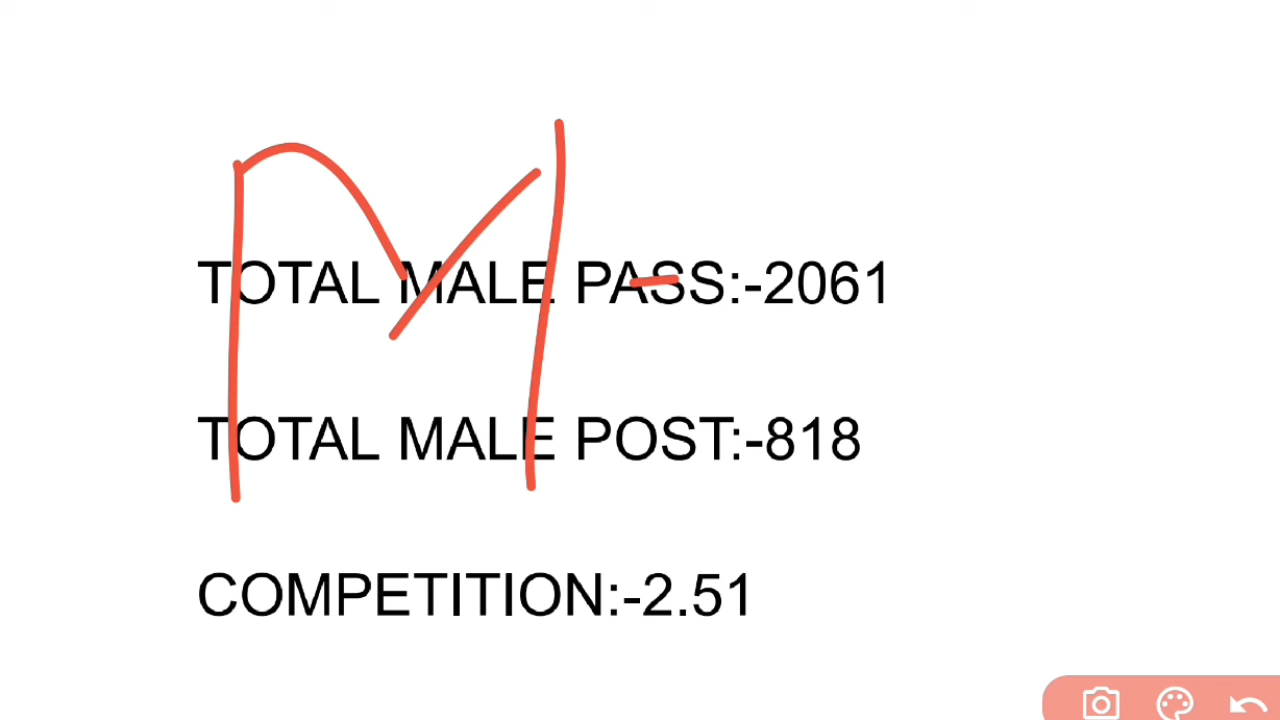 M -
TOTAL MALE PASS:-2061
TOTAL MALE POST:-818
COMPETITION:-2.51